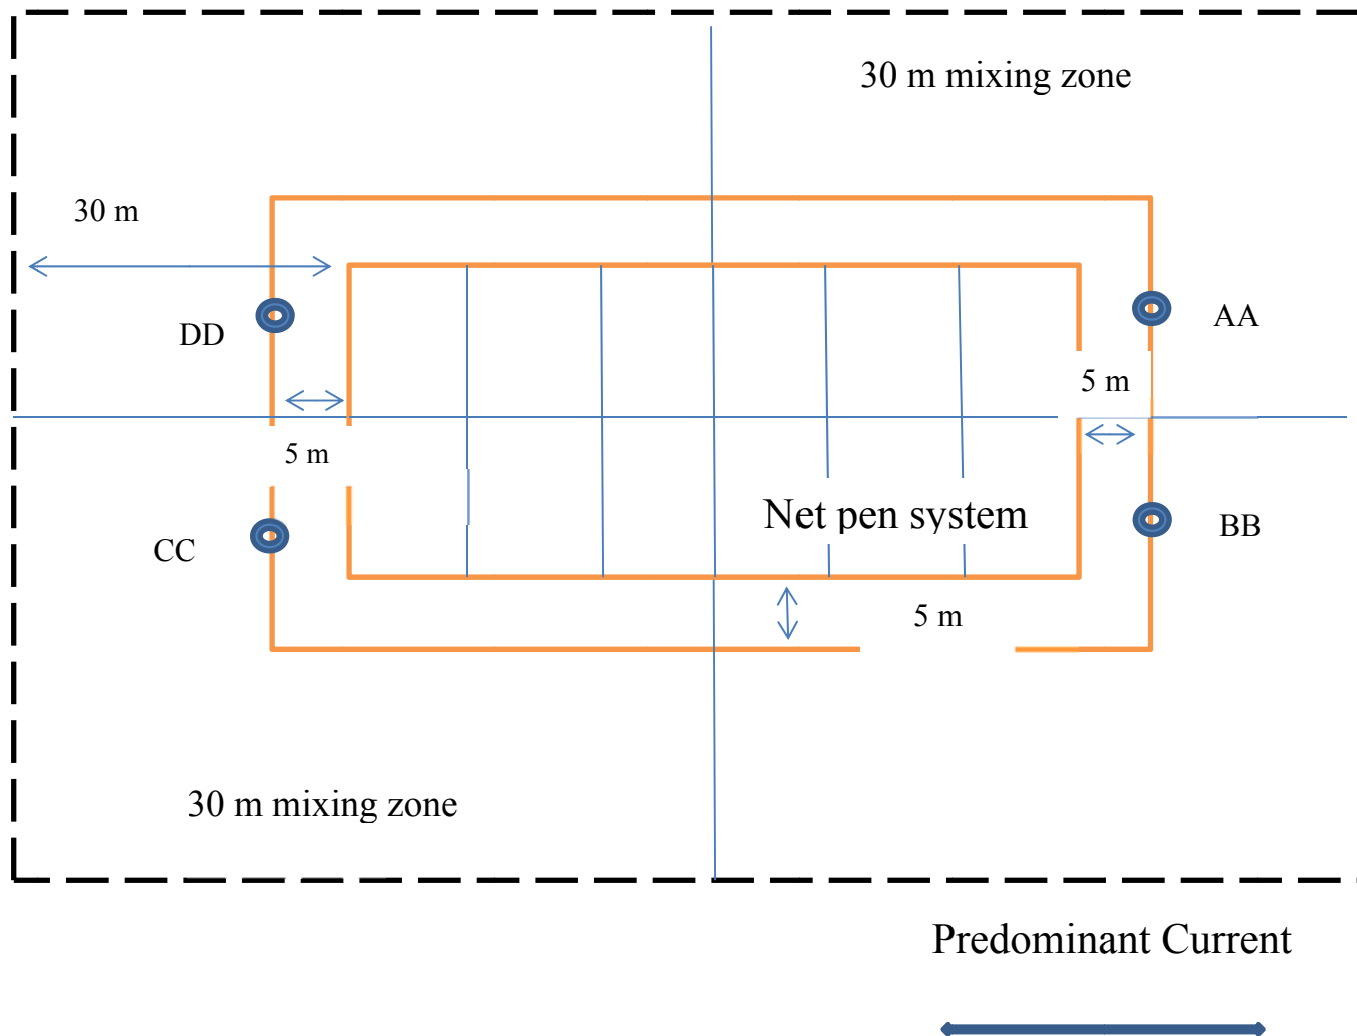 30 m mixing zone
30 m
DD
AA
5 m
5 m
Net pen system
CC
BB
5 m
30 m mixing zone
Predominant Current